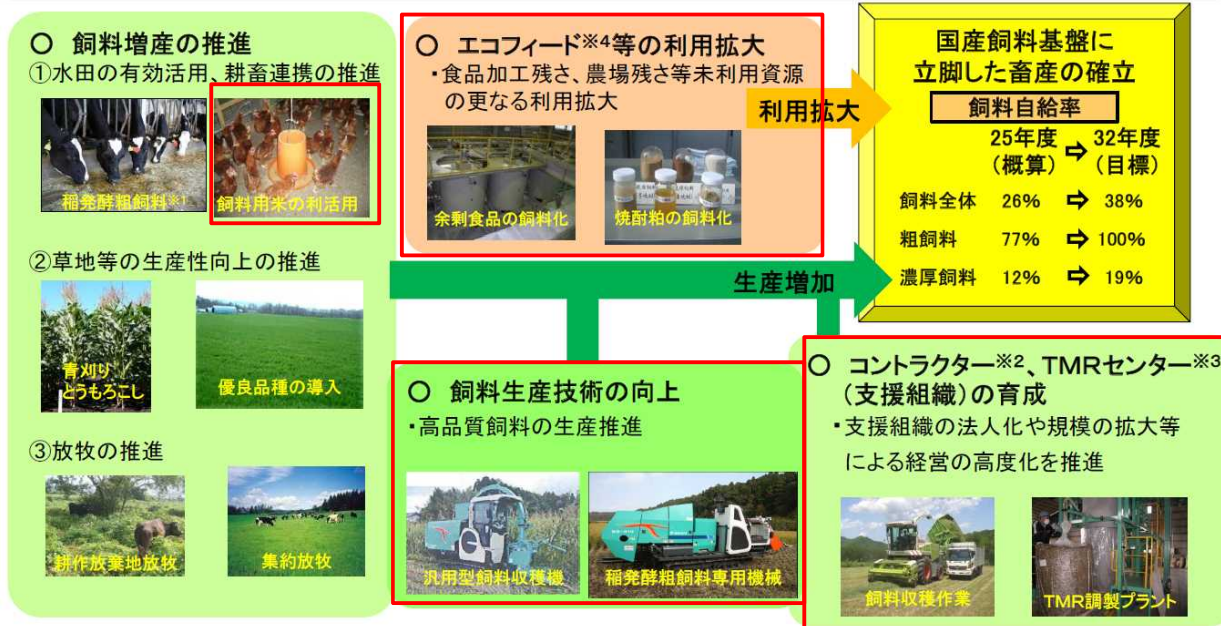 〇 飼料増産の推進
①水田の有効活用、耕畜連携の推進
稲発酵粗飼料※1
飼料用米の利活用
②草地等の生産性向上の推進
青刈り
とうもろこし
優良品種の導入
③放牧の推進
耕作放棄地放牧
集約放牧
〇 エコフィード※4等の利用拡大
・食品加工残さ、農場残さ等未利用資源
の更なる利用拡大
余剰食品の飼料化
焼酎粕の飼料化
利用拡大
生産増加
〇 飼料生産技術の向上
・高品質飼料の生産推進
汎用型飼料収穫機
稲発酵粗飼料専用機械
〇 コントラクター※2、TMRセンター※3
(支援組織)の育成
・支援組織の法人化や規模の拡大等
による経営の高度化を推進
飼料収穫作業
TMR調製プラント
国産飼料基盤に
立脚した畜産の確立
飼料自給率
25年度 ⇨ 32年度
(概算) (目標)
飼料全体 26% ⇨ 38%
粗飼料 77% ⇨ 100%
濃厚飼料 12% ⇨ 19%